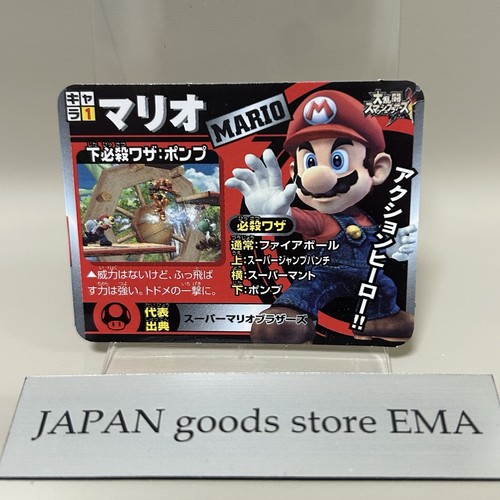 キャラ1
マリオ
MARIO
大乱闘
スマッシュブラザーズX
下必殺ワザ:ポンプ
▲威力はないけど、ふっ飛ば
す力は強い。トドメの一撃に。
必殺ワザ
通常:ファイアボール
上:スーパージャンプパンチ
横:スーパーマント
下:ポンプ
アクションヒーロー!!
代表
出典
スーパーマリオブラザーズ
JAPAN goods store EMA